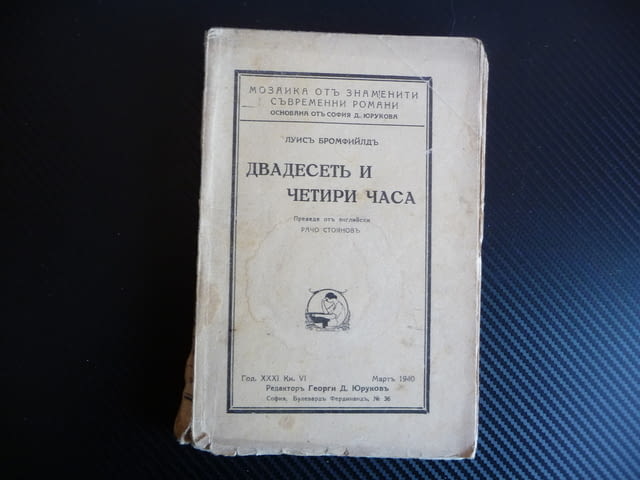 МОЗАИКА ОТЪ ЗНАМЕНИТИ
СЪВРЕМЕННИ РОМАНИ
ОСНОВАНА ОТЪ СОФИЯ Д. ЮРУКОВА
ЛУИСЪ БРОМФИЙЛДЪ
ДВАДЕСЕТЬ И
ЧЕТИРИ ЧАСА
Преведе отъ английски
РАЧО СТОЯНОВЪ
Год. XXXI Кн. VI Мартъ 1940
Редакторъ Георги Д. Юруковъ
София, Булевардъ Фердинандъ, № 36